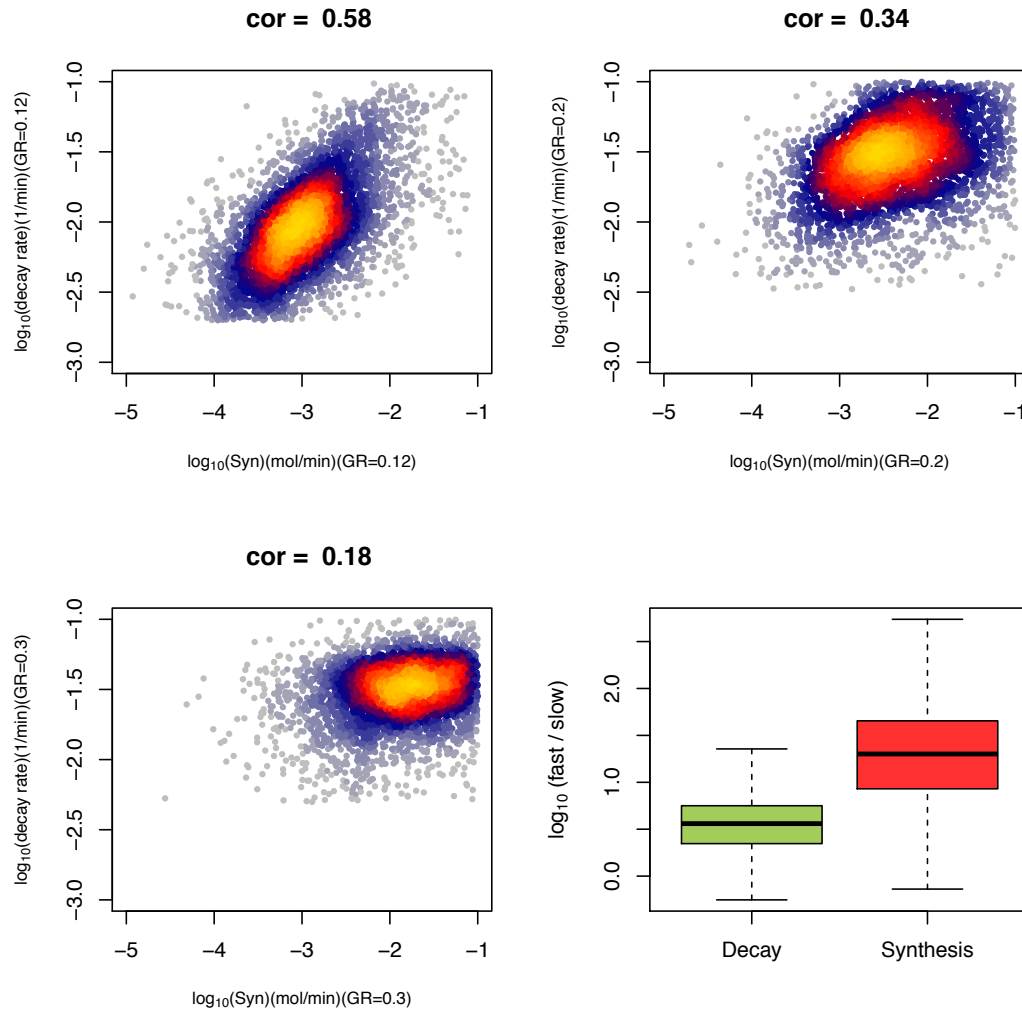 cor =  0.58
log10(decay rate)(1/min)(GR=0.12)
−1.0
−1.5
−2.0
−2.5
−3.0
−5 −4 −3 −2 −1
log10(Syn)(mol/min)(GR=0.12)
cor =  0.34
log10(decay rate)(1/min)(GR=0.2)
−1.0
−1.5
−2.0
−2.5
−3.0
−5 −4 −3 −2 −1
log10(Syn)(mol/min)(GR=0.2)
cor =  0.18
log10(decay rate)(1/min)(GR=0.3)
−1.0
−1.5
−2.0
−2.5
−3.0
−5 −4 −3 −2 −1
log10(Syn)(mol/min)(GR=0.3)
log10 (fast / slow)
2.0
1.0
0.0
Decay Synthesis